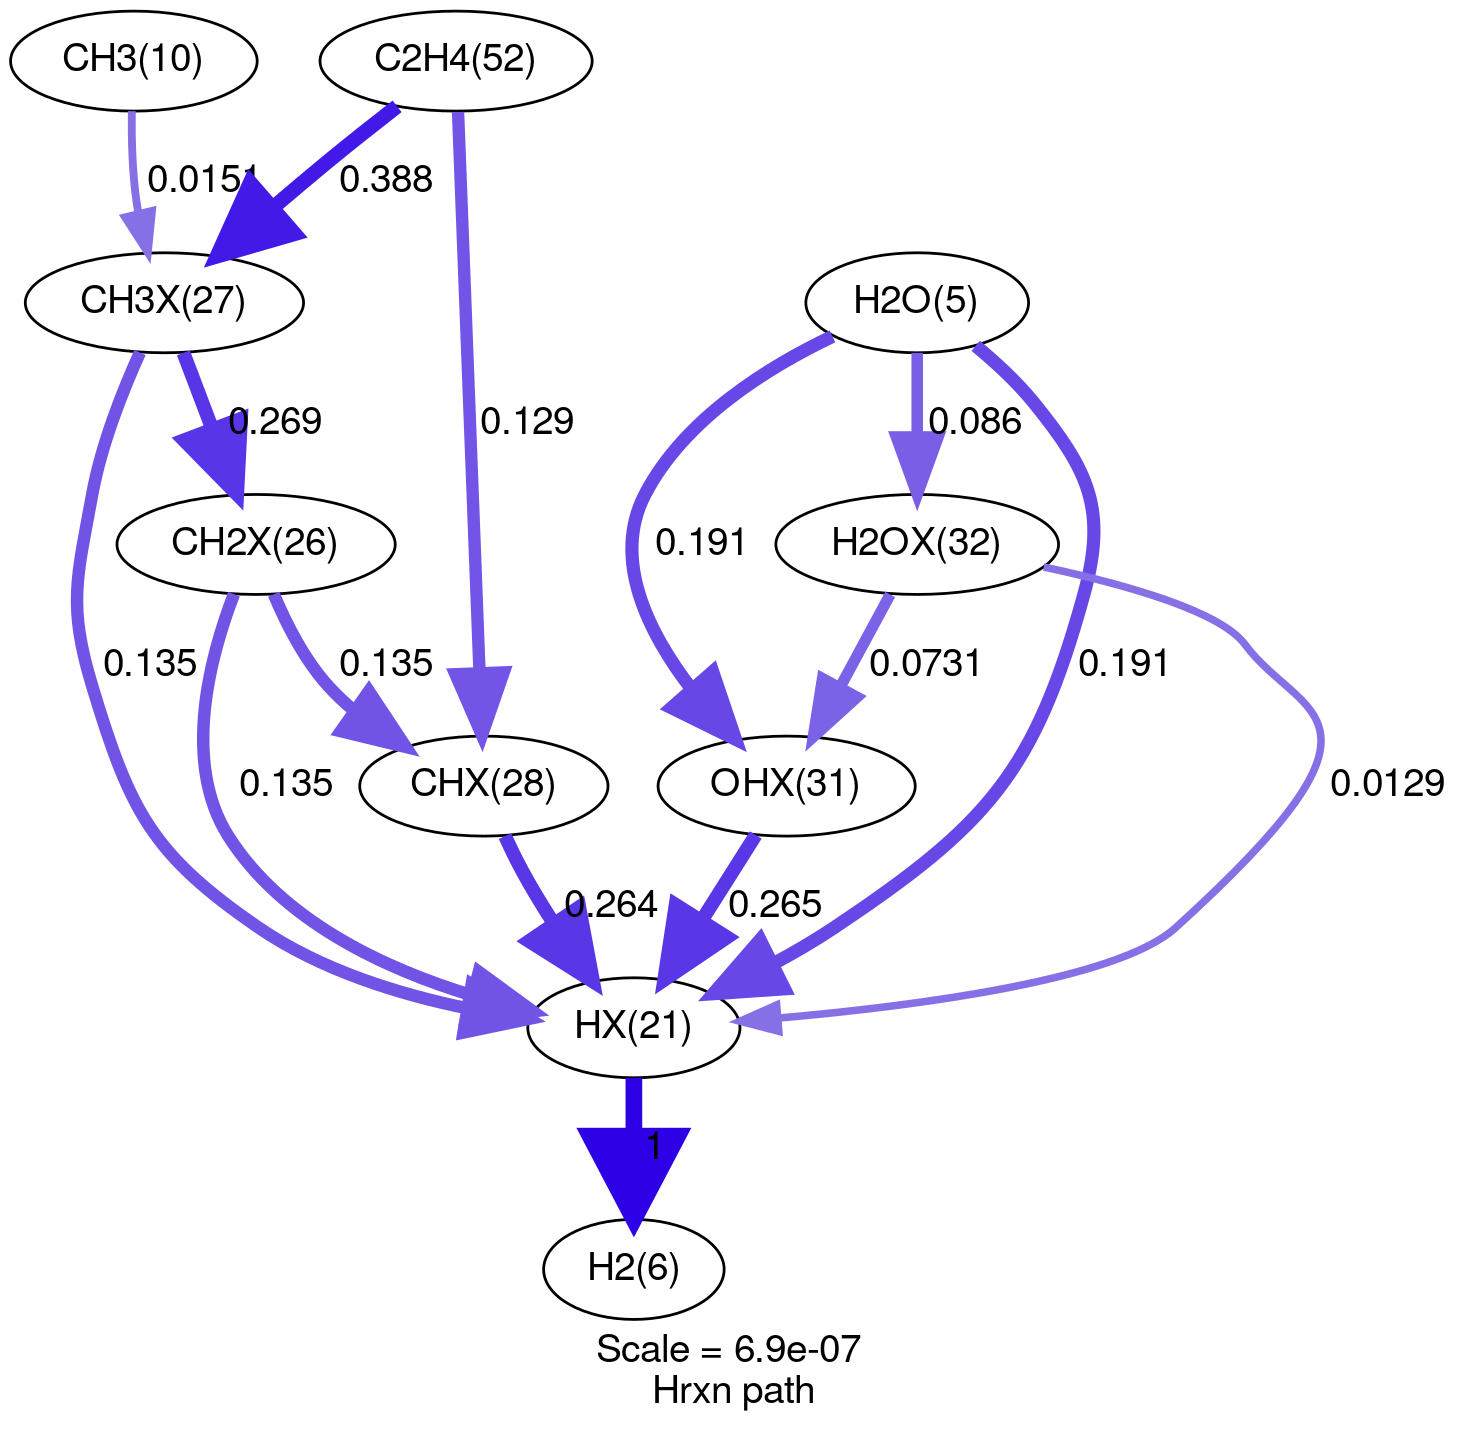 CH3(10)
C2H4(52)
0.0151
0.388
CH3X(27)
H2O(5)
0.269
0.129
0.086
CH2X(26)
0.191
H2OX(32)
0.135
0.135
0.0731
0.191
0.135
CHX(28)
OHX(31)
0.0129
0.264
0.265
HX(21)
1
H2(6)
Scale = 6.9e-07
Hrxn path